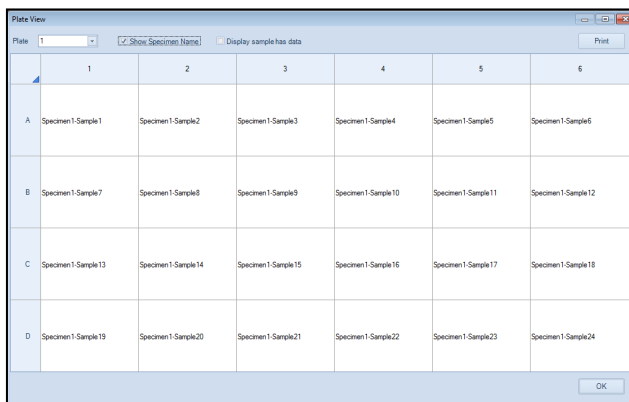 Plate View
Plate 1 Show Specimen Name Display sample has data Print
1 2 3 4 5 6
A Specimen1-Sample1 Specimen1-Sample2 Specimen1-Sample3 Specimen1-Sample4 Specimen1-Sample5 Specimen1-Sample6
B Specimen1-Sample7 Specimen1-Sample8 Specimen1-Sample9 Specimen1-Sample10 Specimen1-Sample11 Specimen1-Sample12
C Specimen1-Sample13 Specimen1-Sample14 Specimen1-Sample15 Specimen1-Sample16 Specimen1-Sample17 Specimen1-Sample18
D Specimen1-Sample19 Specimen1-Sample20 Specimen1-Sample21 Specimen1-Sample22 Specimen1-Sample23 Specimen1-Sample24
OK